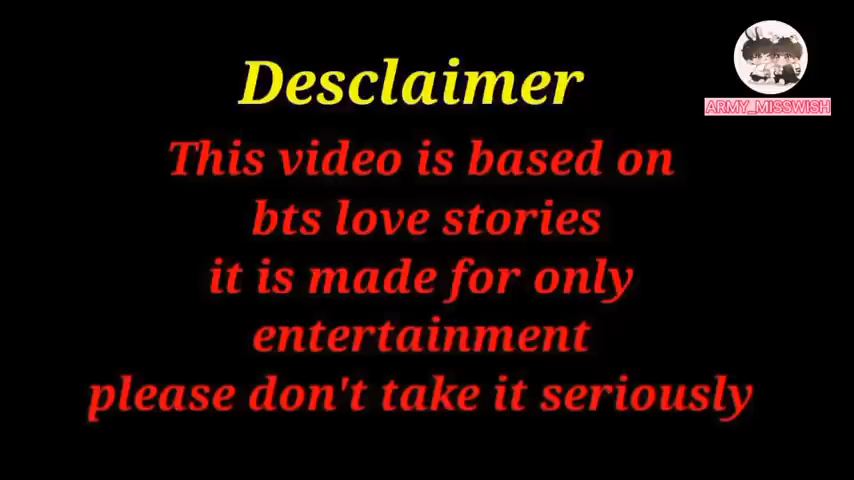 Desclaimer
ARMY_MISSWISH
This video is based on
bts love stories
it is made for only
entertainment
please don't take it seriously